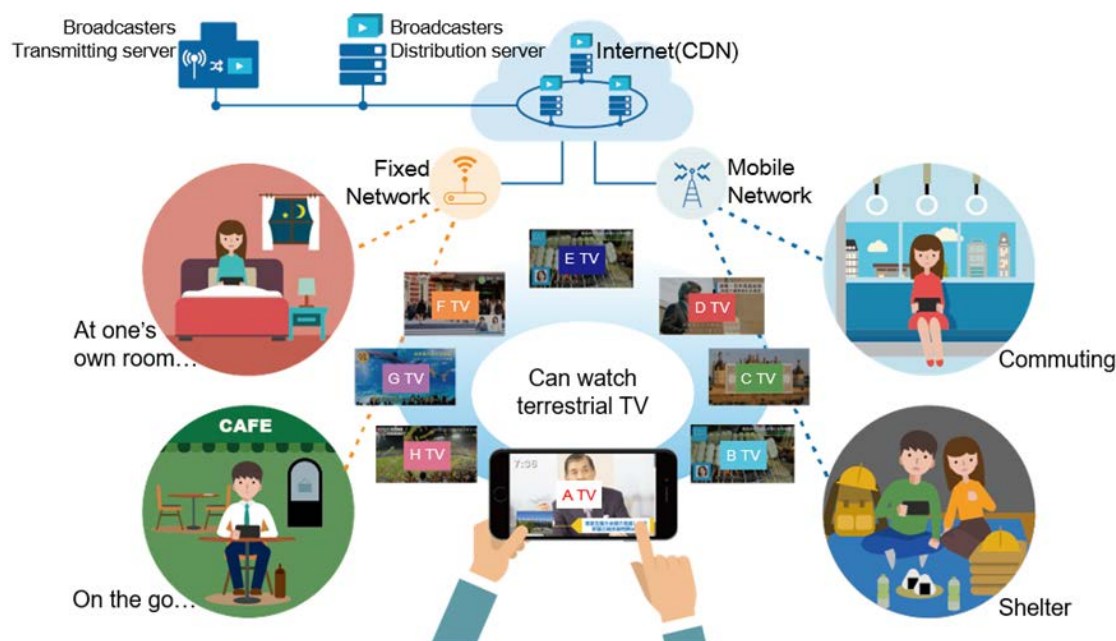 Broadcasters
Transmitting server
Broadcasters
Distribution server
Internet(CDN)
Fixed
Network
Mobile
Network
At one's
own room…
Commuting
E TV
F TV
D TV
G TV
C TV
Can watch
terrestrial TV
H TV
B TV
7:36
A TV
CAFE
On the go…
Shelter